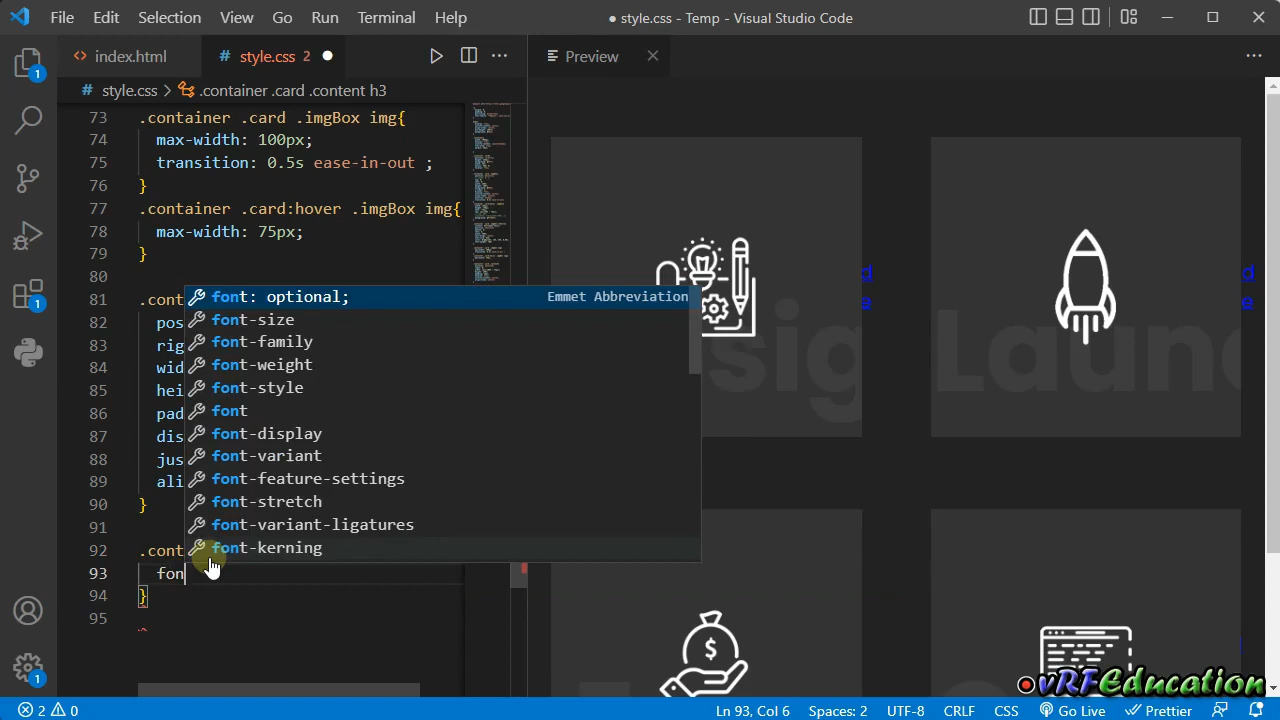 File Edit Selection View Go Run Terminal Help
● style.css - Temp - Visual Studio Code
<> index.html
# style.css 2 ●
Preview
# style.css > .container .card .content h3
73 .container .card .imgBox img{
74 max-width: 100px;
75 transition: 0.5s ease-in-out ;
76 }
77 .container .card:hover .imgBox img{
78 max-width: 75px;
79 }
80
81 .cont
82 pos
83 rig
84 wid
85 hei
86 pad
87 dis
88 jus
89 ali
90 }
91
92 .cont
93 fon
94 }
95
font: optional; Emmet Abbreviation
font-size
font-family
font-weight
font-style
font
font-display
font-variant
font-feature-settings
font-stretch
font-variant-ligatures
font-kerning
1
1
1
esig
d
Laun
d
vRFEducation
2 0
Ln 93, Col 6 Spaces: 2 UTF-8 CRLF CSS Go Live Prettier